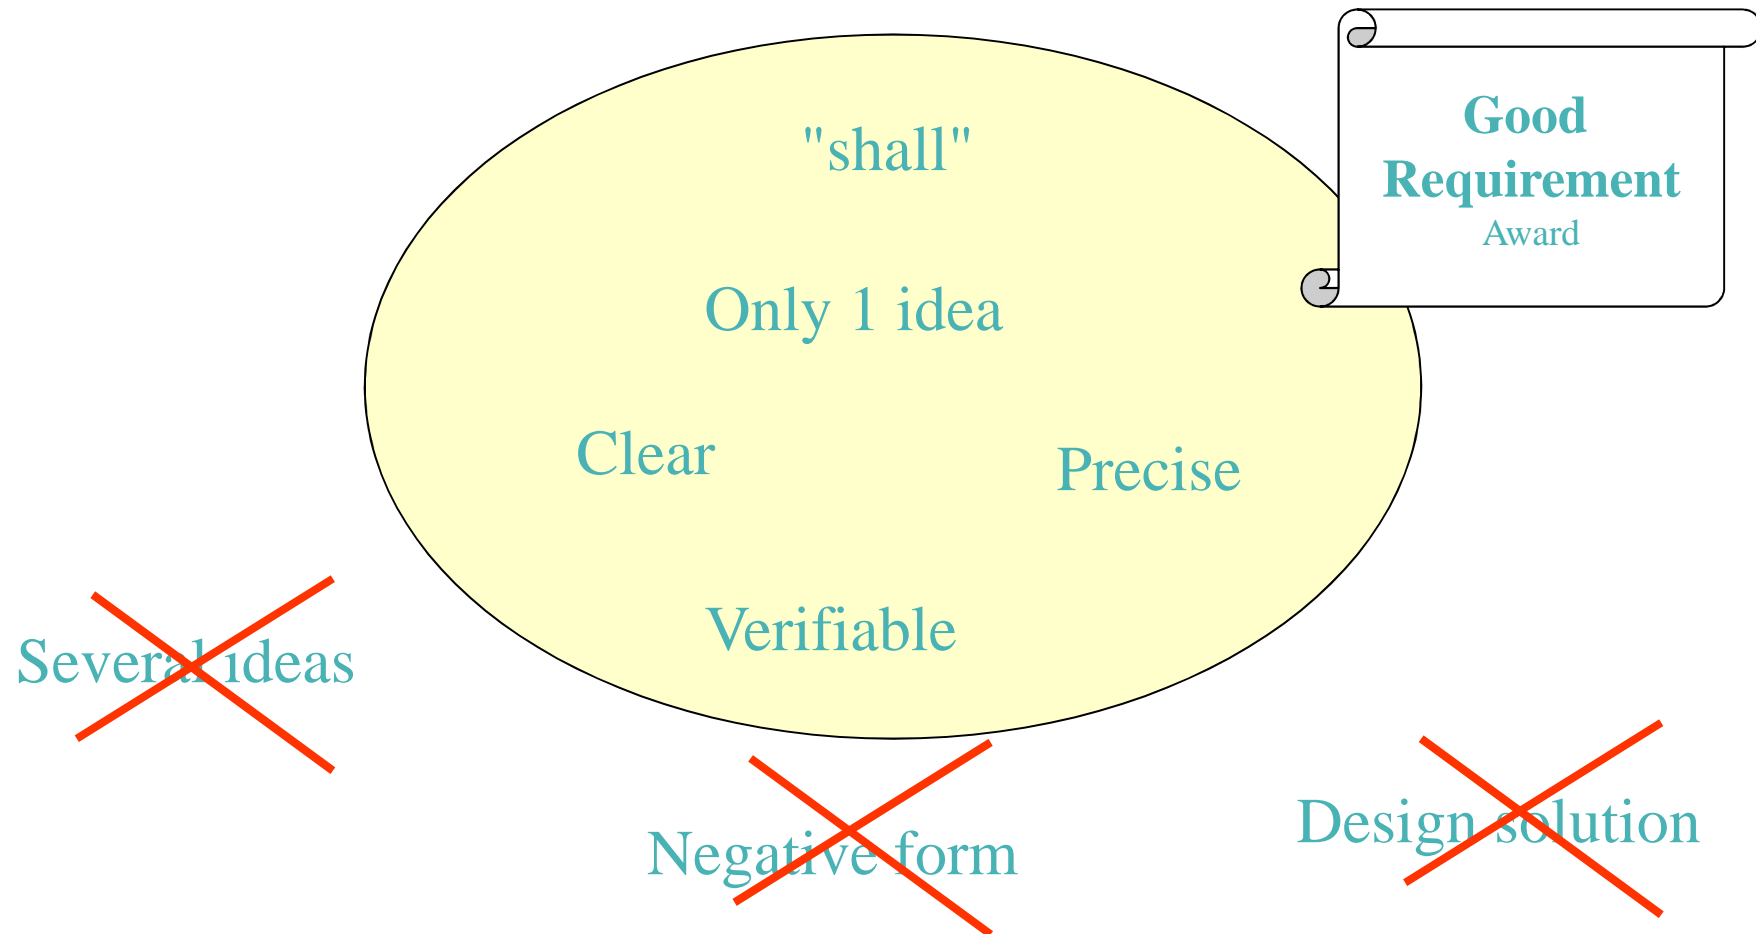 "shall"
Good
Requirement
Award
Only 1 idea
Clear
Precise
Verifiable
Several ideas
Negative form
Design solution